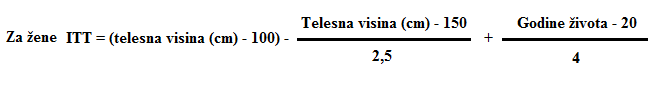 Telesna visina (cm) - 150 Godine života - 20
Za žene ITT = (telesna visina (cm) - 100) - +
2,5 4